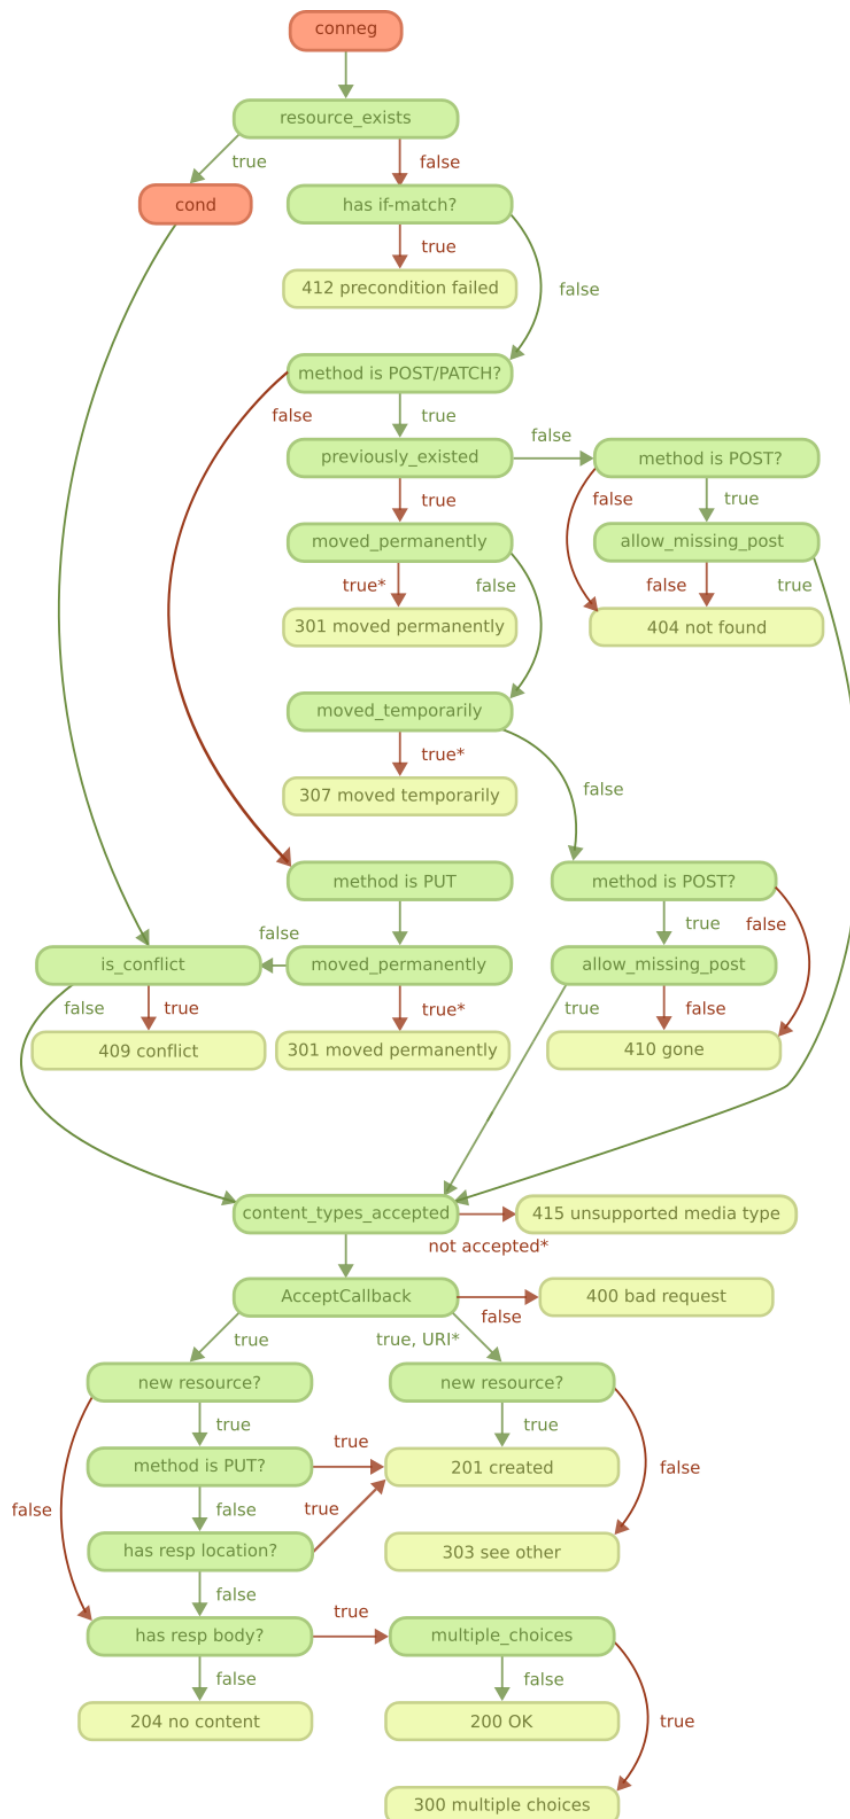 conneg
resource_exists
true
false
cond
has if-match?
true
412 precondition failed
false
method is POST/PATCH?
false
true
false
previously_existed
method is POST?
true
false
true
moved_permanently
allow_missing_post
true*
false
false
true
301 moved permanently
404 not found
moved_temporarily
true*
307 moved temporarily
false
method is PUT
method is POST?
false
true
false
is_conflict
moved_permanently
allow_missing_post
false
true
true*
true
false
409 conflict
301 moved permanently
410 gone
content_types_accepted
415 unsupported media type
not accepted*
AcceptCallback
400 bad request
false
true
true, URI*
new resource?
new resource?
true
true
true
method is PUT?
201 created
false
false
false
true
has resp location?
303 see other
false
true
has resp body?
multiple_choices
false
false
204 no content
200 OK
true
300 multiple choices